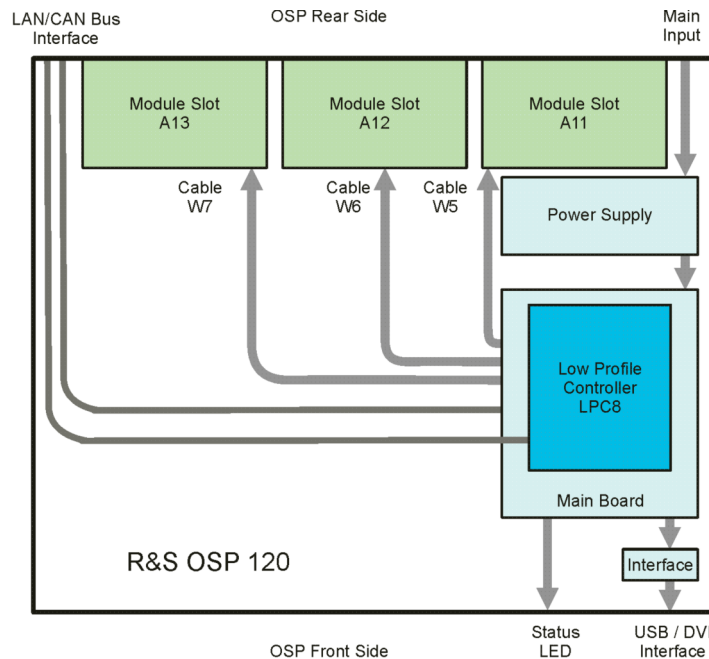 LAN/CAN Bus
Interface
OSP Rear Side
Main
Input
Module Slot
A13
Module Slot
A12
Module Slot
A11
Cable
W7
Cable
W6
Cable
W5
Power Supply
Low Profile
Controller
LPC8
Main Board
R&S OSP 120
Interface
OSP Front Side
Status
LED
USB / DVI
Interface